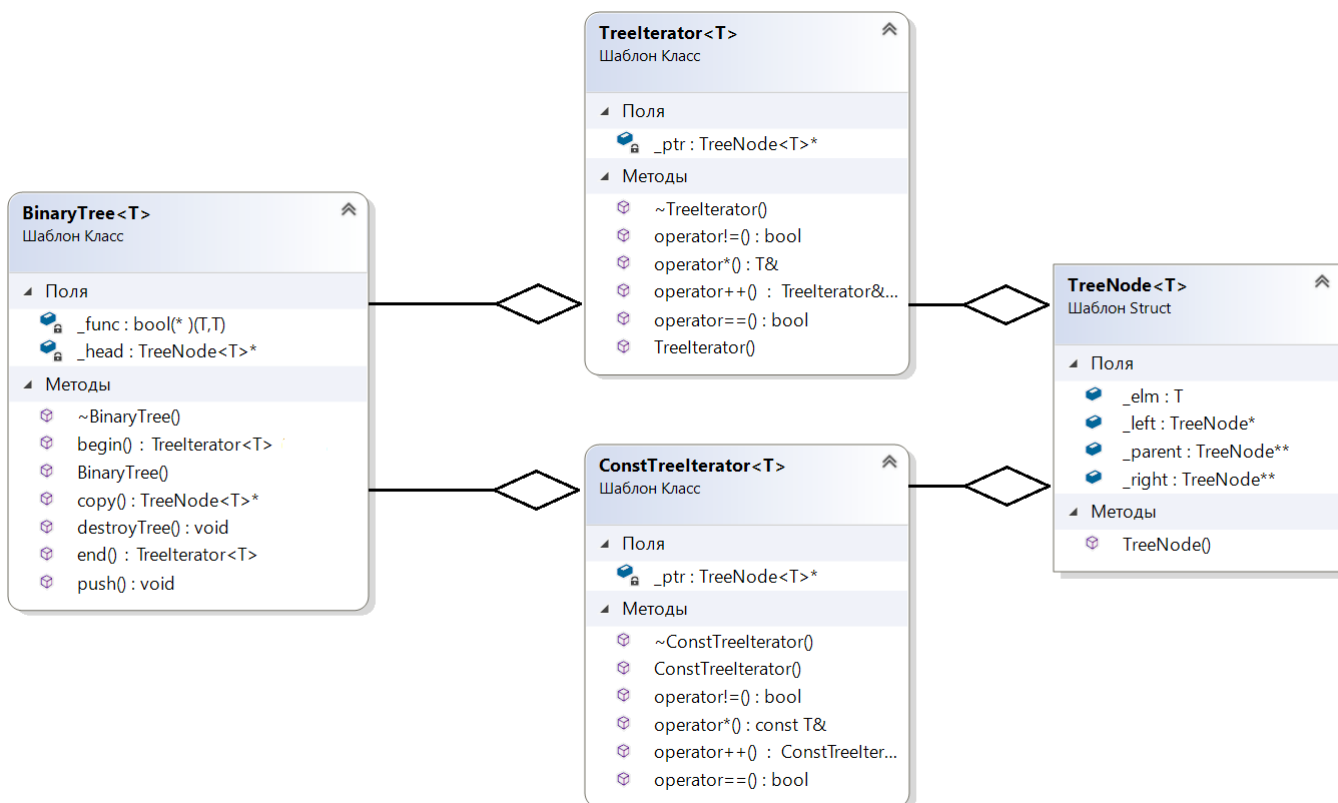 BinaryTree<T>
Шаблон Класс
Поля
_func : bool(* )(T,T)
_head : TreeNode<T>*
Методы
~BinaryTree()
begin() : TreeIterator<T>
BinaryTree()
copy() : TreeNode<T>*
destroyTree() : void
end() : TreeIterator<T>
push() : void
TreeIterator<T>
Шаблон Класс
Поля
_ptr : TreeNode<T>*
Методы
~TreeIterator()
operator!=() : bool
operator*() : T&
operator++() : TreeIterator&...
operator==() : bool
TreeIterator()
ConstTreeIterator<T>
Шаблон Класс
Поля
_ptr : TreeNode<T>*
Методы
~ConstTreeIterator()
ConstTreeIterator()
operator!=() : bool
operator*() : const T&
operator++() : ConstTreeIter...
operator==() : bool
TreeNode<T>
Шаблон Struct
Поля
_elm : T
_left : TreeNode*
_parent : TreeNode**
_right : TreeNode**
Методы
TreeNode()